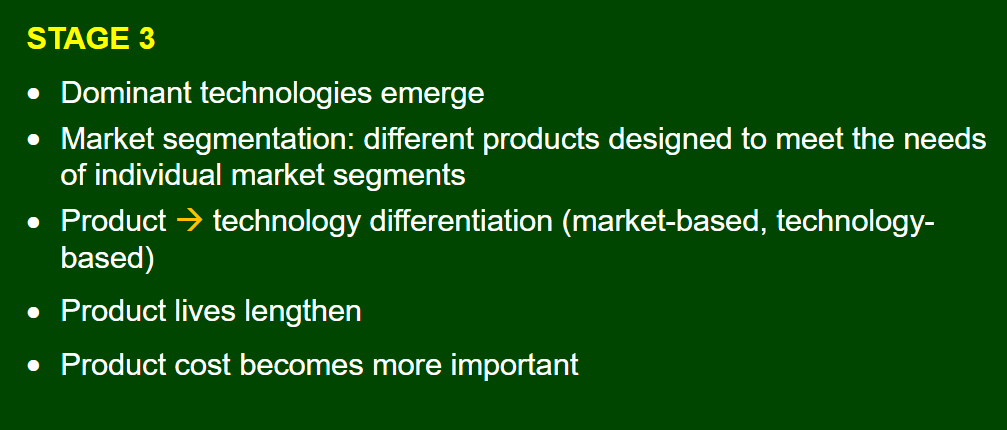 STAGE 3
• Dominant technologies emerge
• Market segmentation: different products designed to meet the needs
of individual market segments
• Product → technology differentiation (market-based, technology-
based)
• Product lives lengthen
• Product cost becomes more important